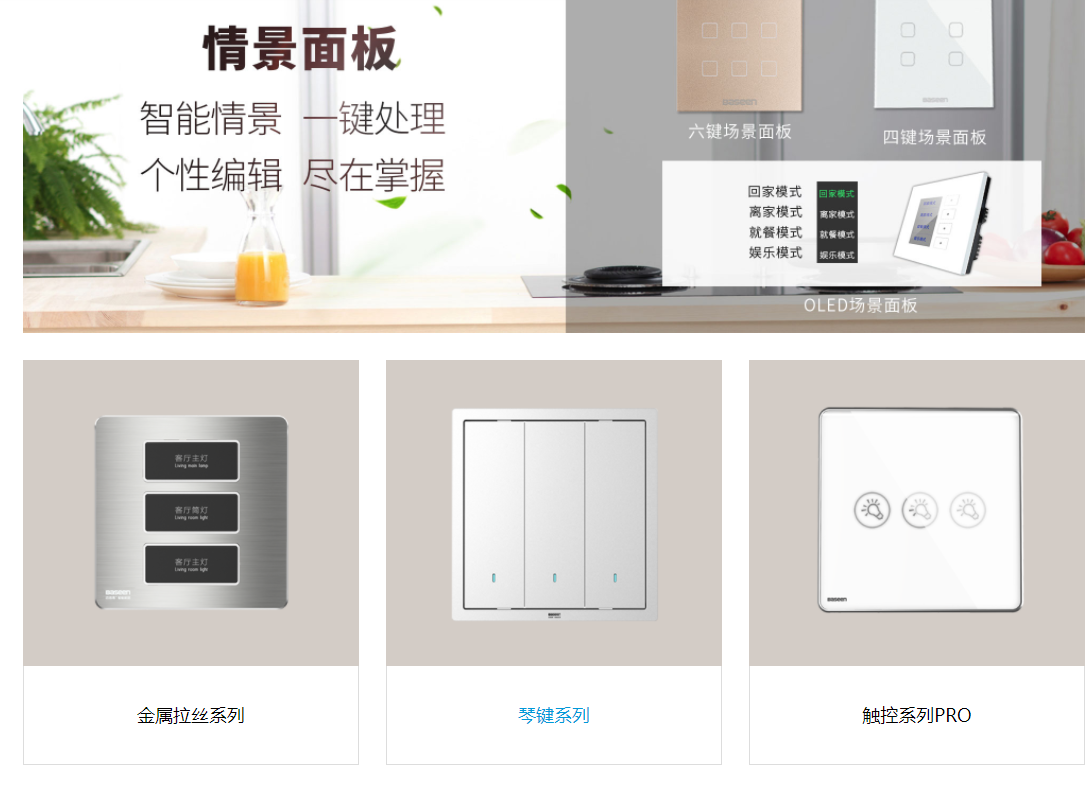 情景面板
智能情景 一键处理
个性编辑 尽在掌握
六键场景面板
四键场景面板
回家模式
离家模式
就餐模式
娱乐模式
回家模式
离家模式
就餐模式
娱乐模式
OLED场景面板
客厅主灯
Living main lamp
客厅筒灯
Living room light
客厅主灯
Living room light
金属拉丝系列
琴键系列
触控系列PRO